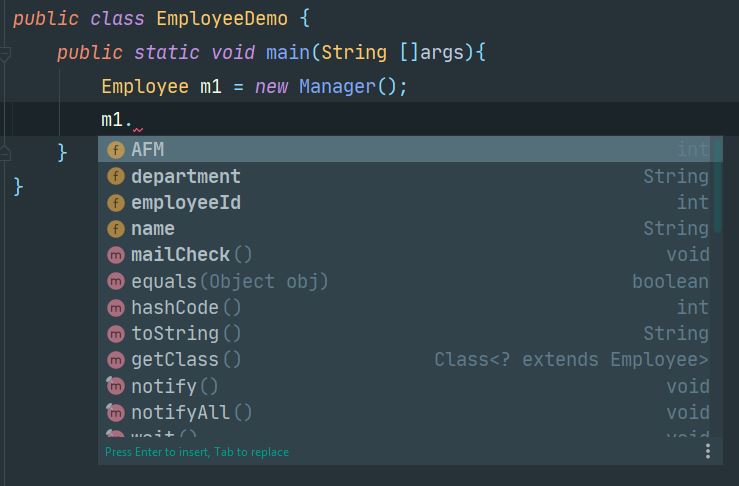 public class EmployeeDemo {
public static void main(String []args){
Employee m1 = new Manager();
m1.
}
}
f AFM int
f department String
f employeeId int
f name String
m mailCheck() void
m equals(Object obj) boolean
m hashCode() int
m toString() String
m getClass() Class<? extends Employee>
m notify() void
m notifyAll() void
m wait() void
Press Enter to insert, Tab to replace